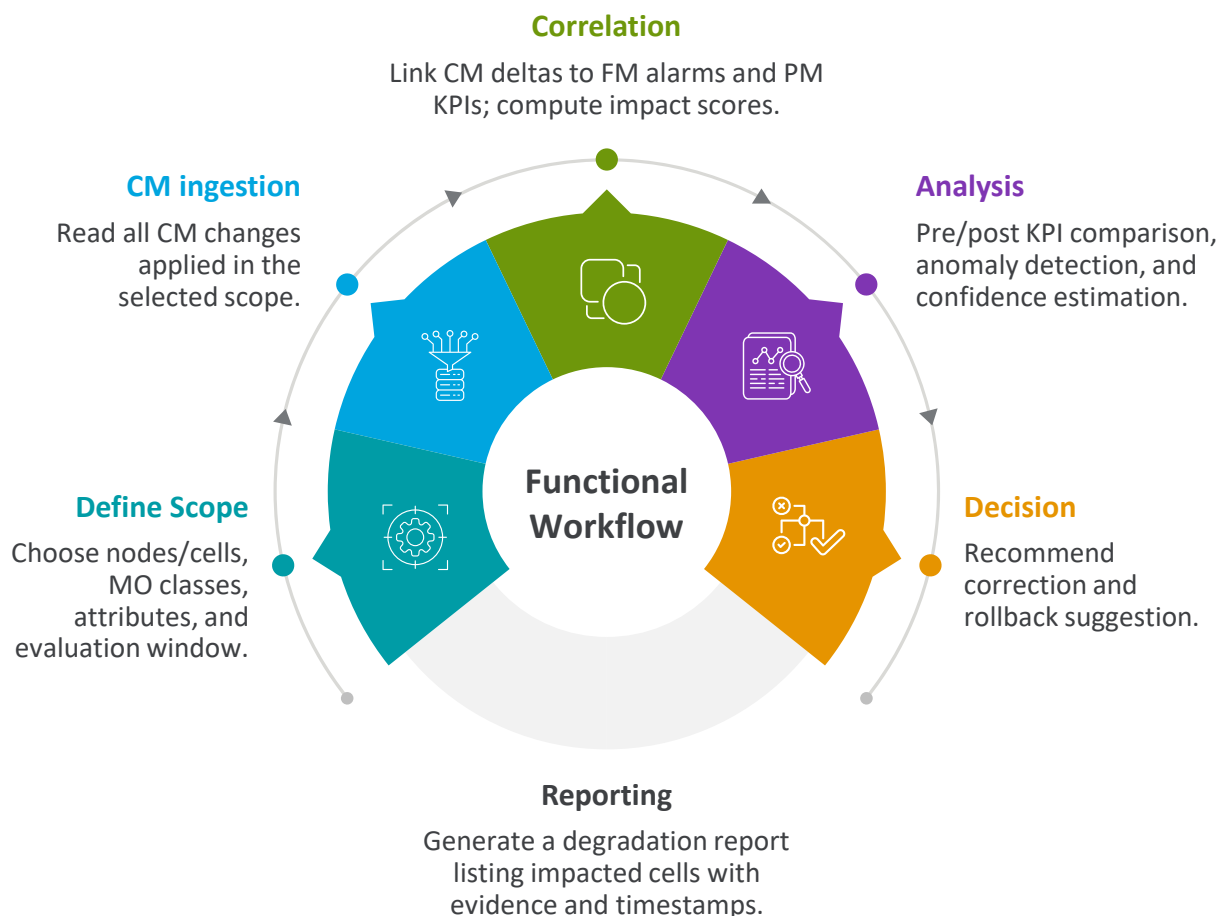 Correlation
Link CM deltas to FM alarms and PM
KPIs; compute impact scores.
CM ingestion
Read all CM changes
applied in the
selected scope.
Analysis
Pre/post KPI comparison,
anomaly detection, and
confidence estimation.
Define Scope
Choose nodes/cells,
MO classes,
attributes, and
evaluation window.
Functional
Workflow
Decision
Recommend
correction and
rollback suggestion.
Reporting
Generate a degradation report
listing impacted cells with
evidence and timestamps.